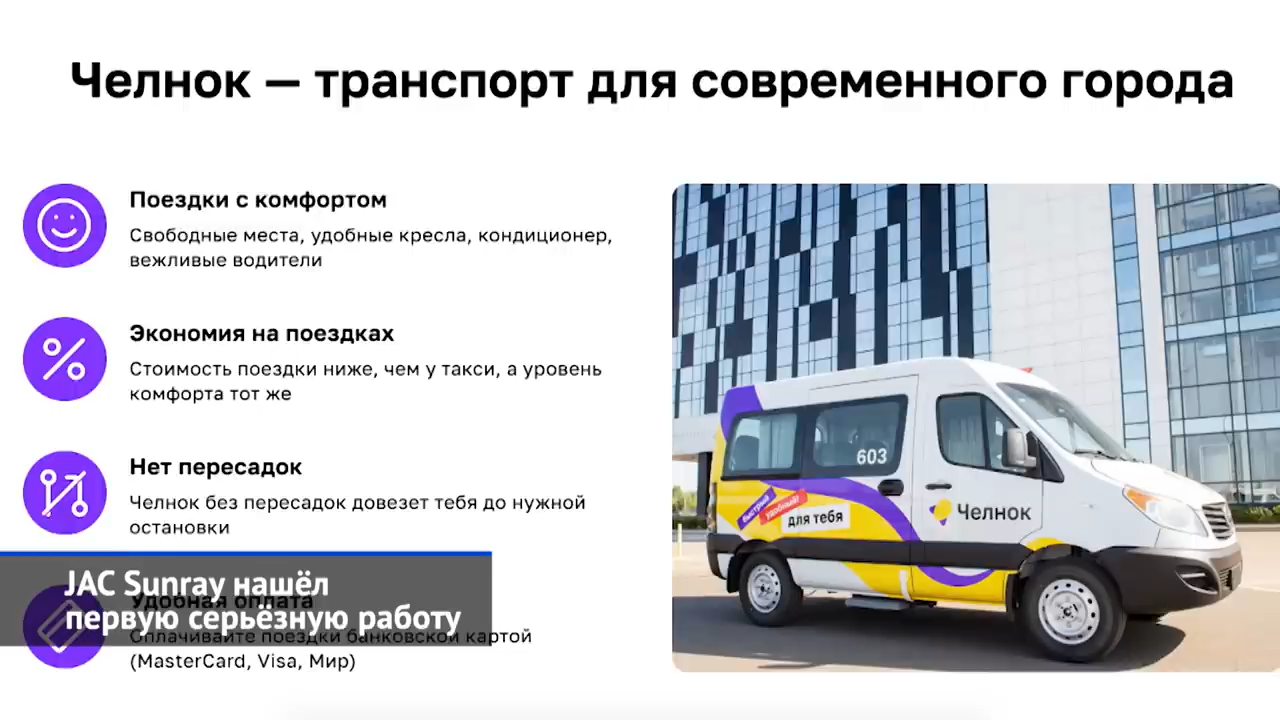 Челнок — транспорт для современного города
Поездки с комфортом
Свободные места, удобные кресла, кондиционер,
вежливые водители
Экономия на поездках
Стоимость поездки ниже, чем у такси, а уровень
комфорта тот же
Нет пересадок
Челнок без пересадок довезет тебя до нужной
остановки
Удобная оплата
Оплачивайте поездки банковской картой
(MasterCard, Visa, Мир)
JAC Sunray нашёл
первую серьёзную работу
603
быстрый
удобный!
для тебя
Челнок